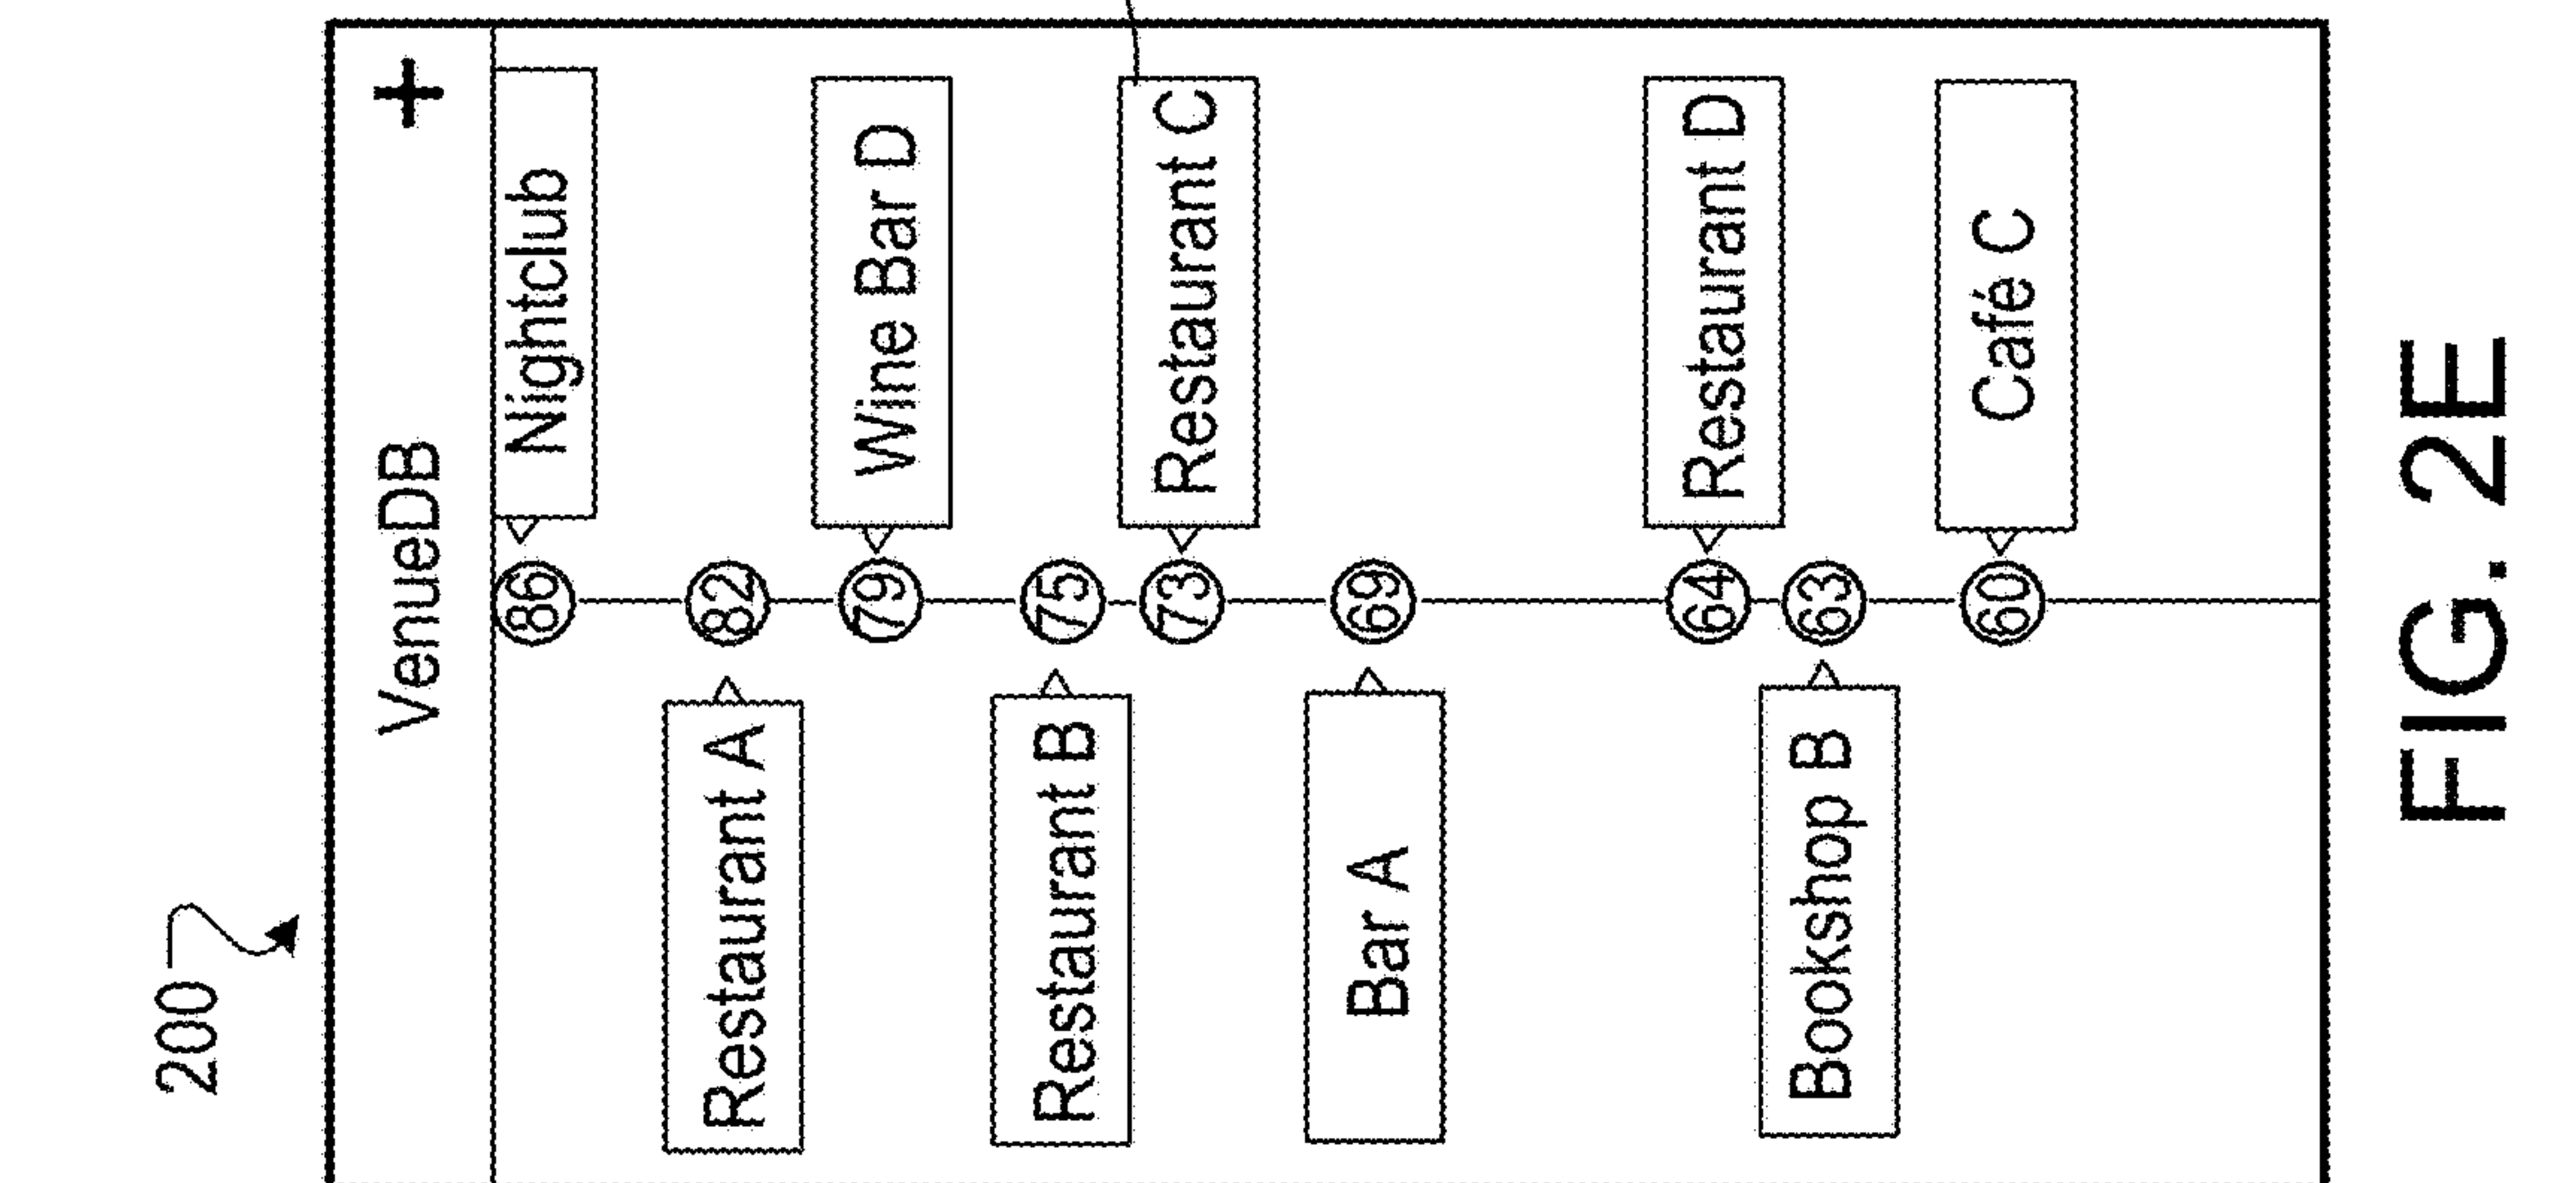 200
VenueDB +
Nightclub
86
82
Restaurant A
Wine Bar D
79
75
Restaurant B
Restaurant C
73
69
Bar A
Restaurant D
64
63
Bookshop B
Café C
60
FIG. 2E